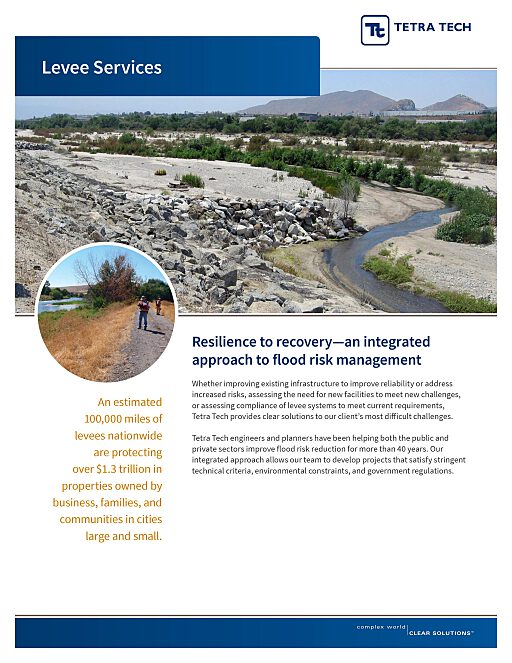 Tt
TETRA TECH
Levee Services
Resilience to recovery—an integrated
approach to flood risk management
Whether improving existing infrastructure to improve reliability or address
increased risks, assessing the need for new facilities to meet new challenges,
or assessing compliance of levee systems to meet current requirements,
Tetra Tech provides clear solutions to our client's most difficult challenges.
Tetra Tech engineers and planners have been helping both the public and
private sectors improve flood risk reduction for more than 40 years. Our
integrated approach allows our team to develop projects that satisfy stringent
technical criteria, environmental constraints, and government regulations.
An estimated
100,000 miles of
levees nationwide
are protecting
over $1.3 trillion in
properties owned by
business, families, and
communities in cities
large and small.
complex world
CLEAR SOLUTIONS™